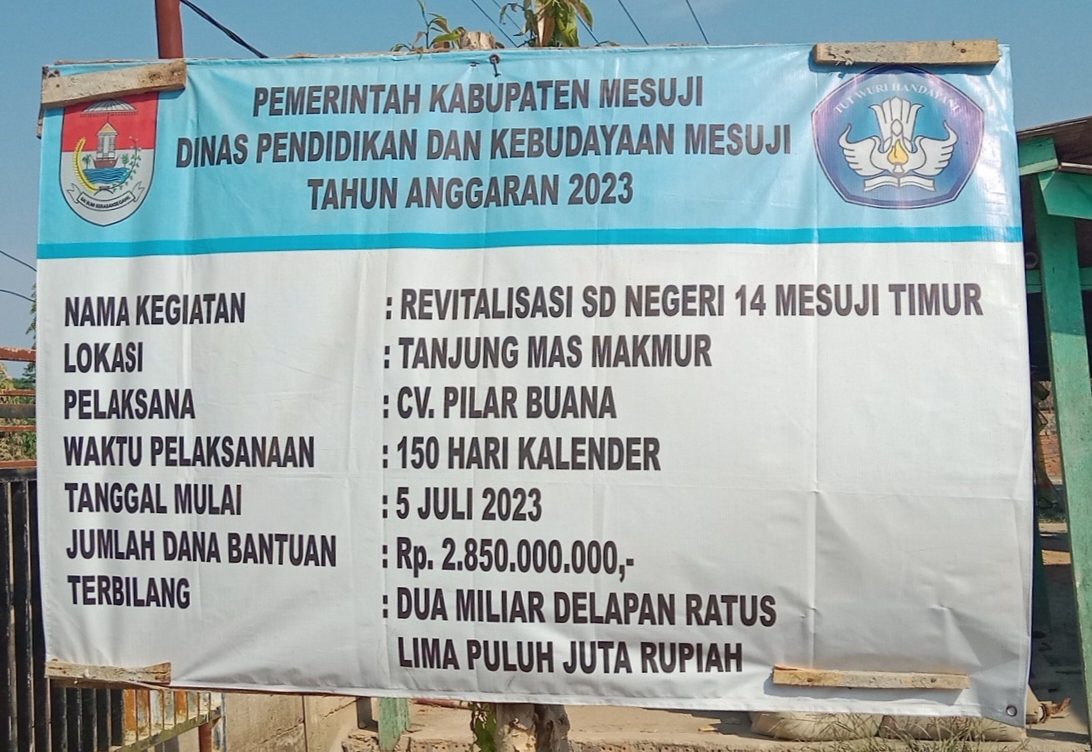 PEMERINTAH KABUPATEN MESUJI
DINAS PENDIDIKAN DAN KEBUDAYAAN MESUJI
TAHUN ANGGARAN 2023
TUT WURI HANDAYANI
NAMA KEGIATAN : REVITALISASI SD NEGERI 14 MESUJI TIMUR
LOKASI : TANJUNG MAS MAKMUR
PELAKSANA : CV. PILAR BUANA
WAKTU PELAKSANAAN : 150 HARI KALENDER
TANGGAL MULAI : 5 JULI 2023
JUMLAH DANA BANTUAN : Rp. 2.850.000.000,-
TERBILANG : DUA MILIAR DELAPAN RATUS
LIMA PULUH JUTA RUPIAH